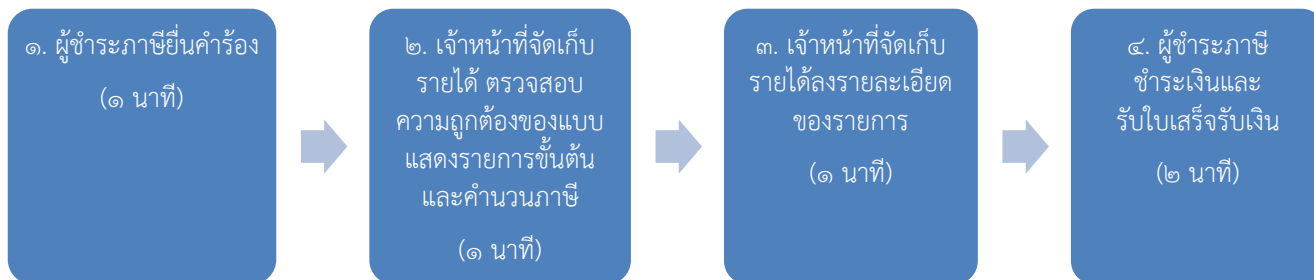 ๑. ผู้ชำระภาษียื่นคำร้อง
(๑ นาที)
๒. เจ้าหน้าที่จัดเก็บ
รายได้ ตรวจสอบ
ความถูกต้องของแบบ
แสดงรายการขั้นต้น
และคำนวนภาษี
(๑ นาที)
๓. เจ้าหน้าที่จัดเก็บ
รายได้ลงรายละเอียด
ของรายการ
(๑ นาที)
๔. ผู้ชำระภาษี
ชำระเงินและ
รับใบเสร็จรับเงิน
(๒ นาที)